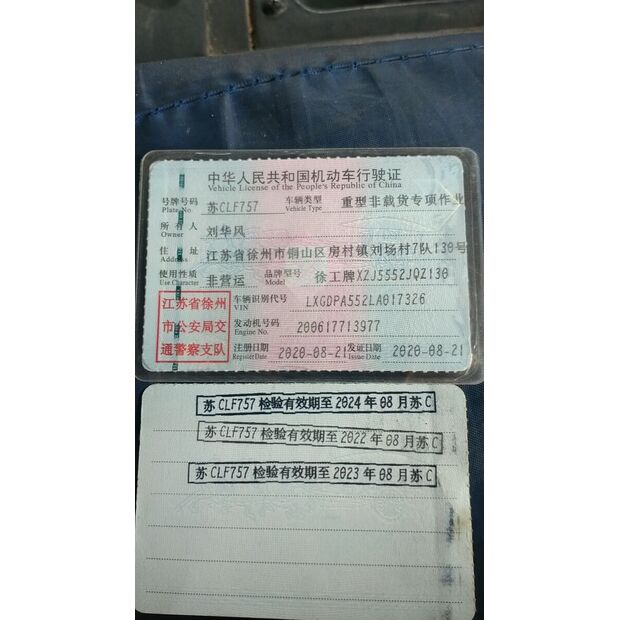 中华人民共和国机动车行驶证
Vehicle License of the People's Republic of China
号牌号码 苏CLF757 车辆类型 重型非载货专项作业
Plate No. Vehicle Type
所有人 刘华风
Owner
住址 江苏省徐州市铜山区房村镇刘场村7队130号
Address
使用性质 非营运 品牌型号 徐工牌XZJ5552JQZ130
Use Character Model
江苏省徐州
市公安局交
通警察支队
车辆识别代号 LXGDPA552LA017326
VIN
发动机号码 200617713977
Engine No.
注册日期 2020-08-21 发证日期 2020-08-21
Register Date Issue Date
苏CLF757检验有效期至2024年08月苏C
苏CLF757检验有效期至2022年08月苏C
苏CLF757检验有效期至2023年08月苏C